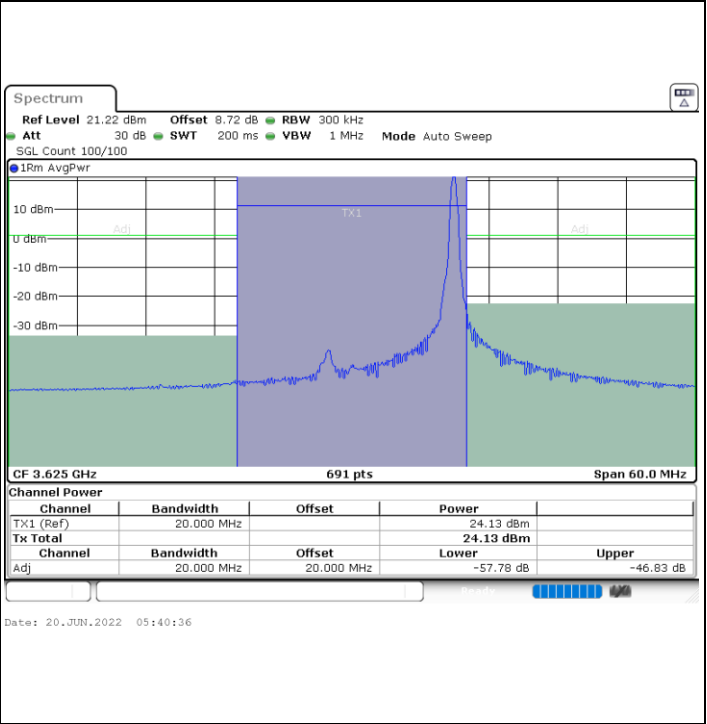 Spectrum
Ref Level 21.22 dBm Offset 8.72 dB RBW 300 kHz
Att 30 dB SWT 200 ms VBW 1 MHz Mode Auto Sweep
SGL Count 100/100
1Rm AvgPwr
10 dBm
TX1
Adj Adj
0 dBm
-10 dBm
-20 dBm
-30 dBm
CF 3.625 GHz 691 pts Span 60.0 MHz
Channel Power
Channel Bandwidth Offset Power
TX1 (Ref) 20.000 MHz 24.13 dBm
Tx Total 24.13 dBm
Channel Bandwidth Offset Lower Upper
Adj 20.000 MHz 20.000 MHz -57.78 dB -46.83 dB
Ready
Date: 20.JUN.2022 05:40:36